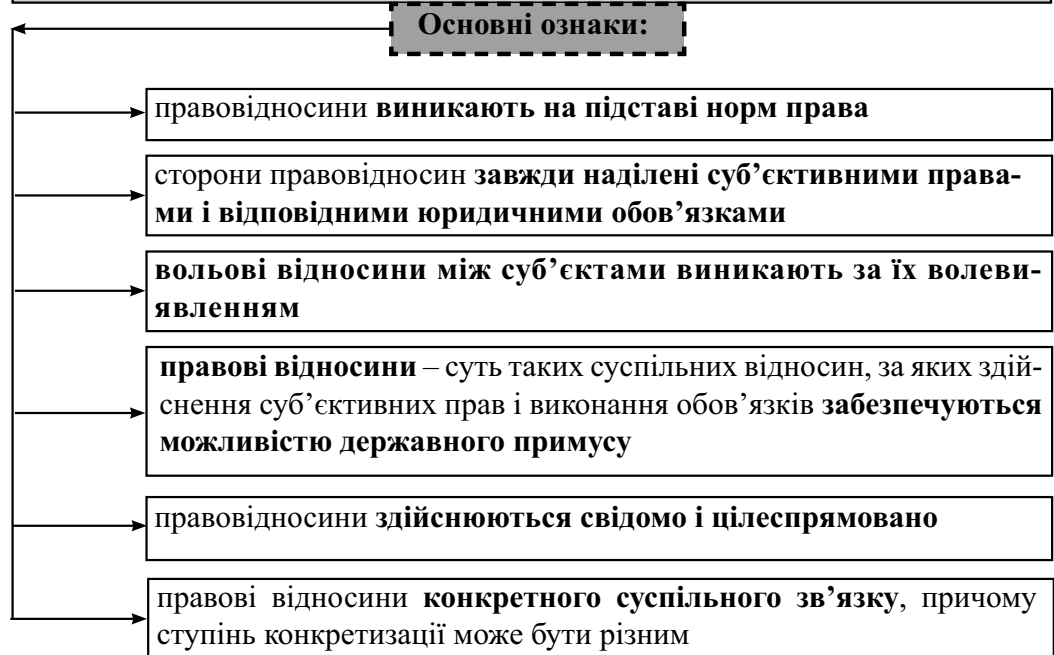 Основні ознаки:
правовідносини виникають на підставі норм права
сторони правовідносин завжди наділені суб’єктивними права-
ми і відповідними юридичними обов’язками
вольові відносини між суб’єктами виникають за їх волеви-
явленням
правові відносини – суть таких суспільних відносин, за яких здій-
снення суб’єктивних прав і виконання обов’язків забезпечуються
можливістю державного примусу
правовідносини здійснюються свідомо і цілеспрямовано
правові відносини конкретного суспільного зв’язку, причому
ступінь конкретизації може бути різним